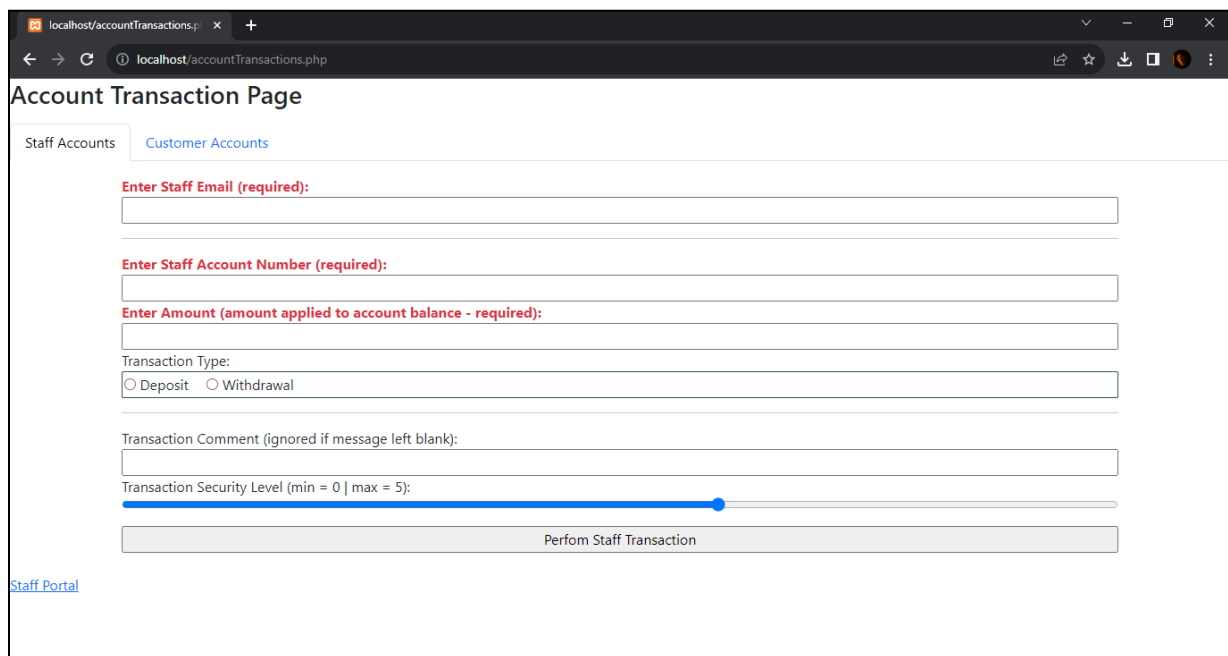 localhost/accountTransactions.p
localhost/accountTransactions.php
Account Transaction Page
Staff Accounts
Customer Accounts
Enter Staff Email (required):
Enter Staff Account Number (required):
Enter Amount (amount applied to account balance - required):
Transaction Type:
Deposit Withdrawal
Transaction Comment (ignored if message left blank):
Transaction Security Level (min = 0 | max = 5):
Perfom Staff Transaction
Staff Portal